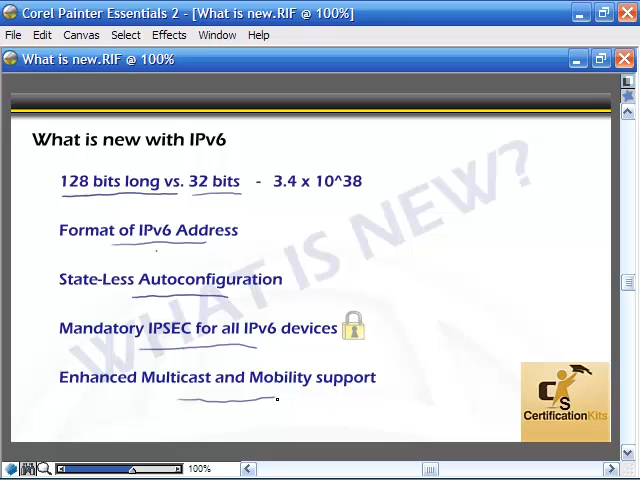 Corel Painter Essentials 2 - [What is new.RIF @ 100%]
File Edit Canvas Select Effects Window Help
What is new.RIF @ 100%
What is new with IPv6
WHAT IS NEW?
128 bits long vs. 32 bits - 3.4 x 10^38
Format of IPv6 Address
State-Less Autoconfiguration
Mandatory IPSEC for all IPv6 devices
Enhanced Multicast and Mobility support
CKS
CertificationKits
100%